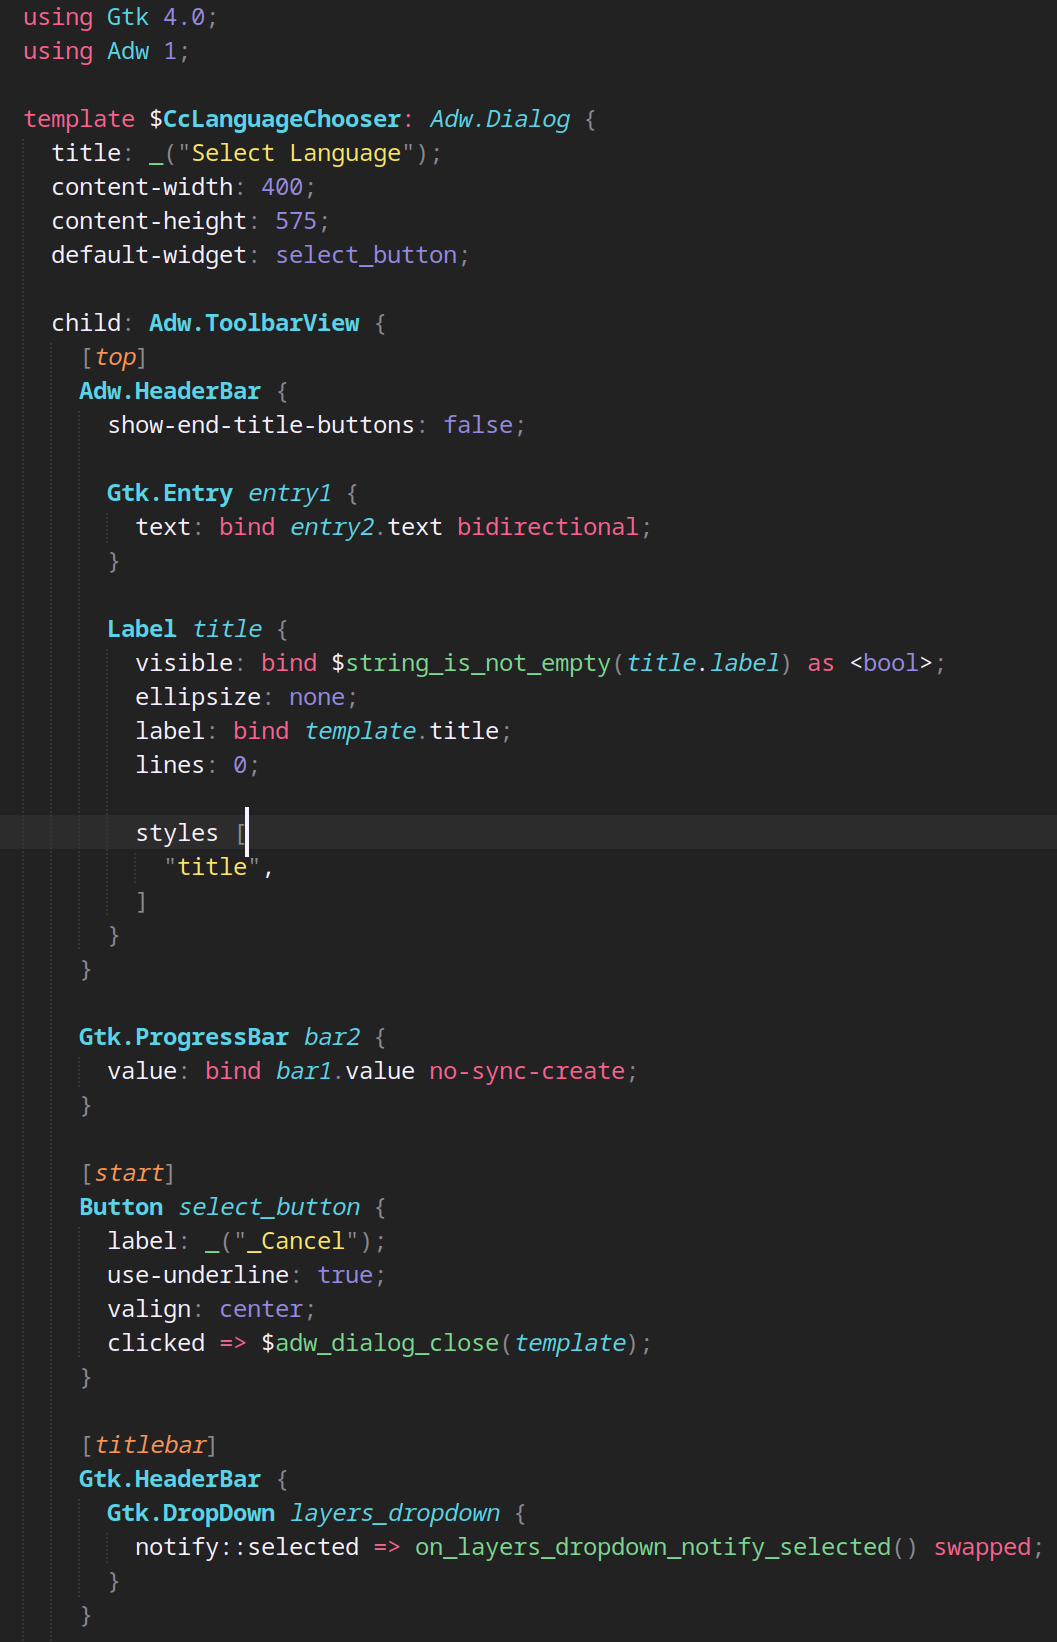 using Gtk 4.0;
using Adw 1;

template $CcLanguageChooser: Adw.Dialog {
  title: _("Select Language");
  content-width: 400;
  content-height: 575;
  default-widget: select_button;

  child: Adw.ToolbarView {
    [top]
    Adw.HeaderBar {
      show-end-title-buttons: false;

      Gtk.Entry entry1 {
        text: bind entry2.text bidirectional;
      }

      Label title {
        visible: bind $string_is_not_empty(title.label) as <bool>;
        ellipsize: none;
        label: bind template.title;
        lines: 0;

        styles [
          "title",
        ]
      }
    }

    Gtk.ProgressBar bar2 {
      value: bind bar1.value no-sync-create;
    }

    [start]
    Button select_button {
      label: _("_Cancel");
      use-underline: true;
      valign: center;
      clicked => $adw_dialog_close(template);
    }

    [titlebar]
    Gtk.HeaderBar {
      Gtk.DropDown layers_dropdown {
        notify::selected => on_layers_dropdown_notify_selected() swapped;
      }
    }